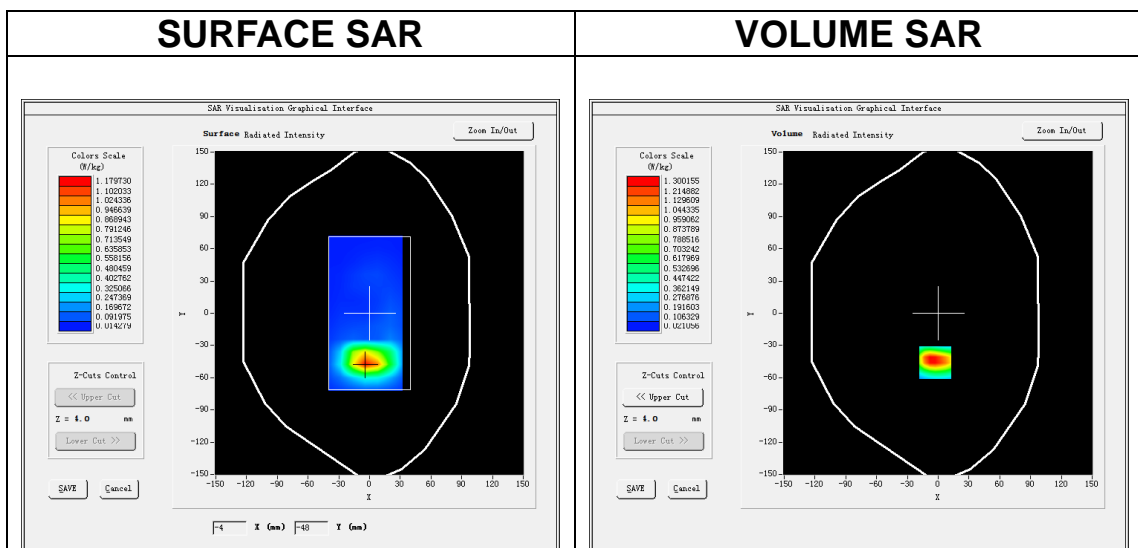 SURFACE SAR
VOLUME SAR
SAR Visualisation Graphical Interface
Surface Radiated Intensity
Zoom In/Out
Colors Scale
(W/kg)
1.179730
1.102033
1.024336
0.946639
0.868943
0.791246
0.713549
0.635853
0.558156
0.480459
0.402762
0.325066
0.247369
0.169672
0.091975
0.014279
150
120
90
60
30
0
-30
-60
-90
-120
-150
Y
-150 -120 -90 -60 -30 0 30 60 90 120 150
X
Z-Cuts Control
<< Upper Cut
Z = 4.0 mm
Lower Cut >>
SAVE Cancel
-4 X (mm) -48 Y (mm)
SAR Visualisation Graphical Interface
Volume Radiated Intensity
Zoom In/Out
Colors Scale
(W/kg)
1.300155
1.214882
1.129609
1.044335
0.959062
0.873789
0.788516
0.703242
0.617969
0.532696
0.447422
0.362149
0.276876
0.191603
0.106329
0.021056
150
120
90
60
30
0
-30
-60
-90
-120
-150
Y
-150 -120 -90 -60 -30 0 30 60 90 120 150
X
Z-Cuts Control
<< Upper Cut
Z = 4.0 mm
Lower Cut >>
SAVE Cancel